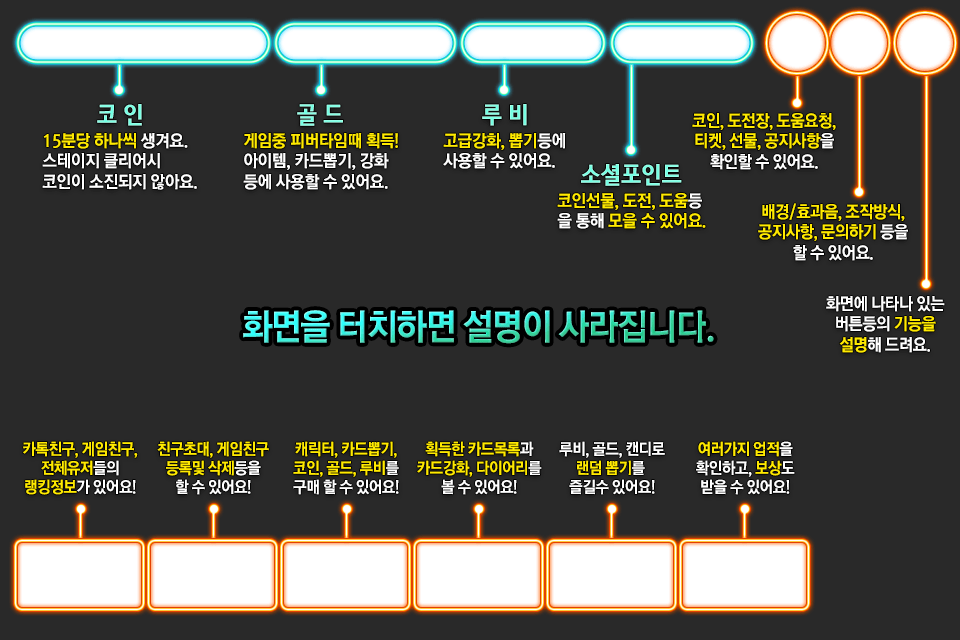 코 인
15분당 하나씩 생겨요.
스테이지 클리어시
코인이 소진되지 않아요.
골 드
게임중 피버타임때 획득!
아이템, 카드뽑기, 강화
등에 사용할 수 있어요.
루 비
고급강화, 뽑기등에
사용할 수 있어요.
소셜포인트
코인선물, 도전, 도움등
을 통해 모을 수 있어요.
코인, 도전장, 도움요청,
티켓, 선물, 공지사항을
확인할 수 있어요.
배경/효과음, 조작방식,
공지사항, 문의하기 등을
할 수 있어요.
화면에 나타나 있는
버튼등의 기능을
설명해 드려요.
화면을 터치하면 설명이 사라집니다.
카톡친구, 게임친구,
전체유저들의
랭킹정보가 있어요!
친구초대, 게임친구
등록및 삭제등을
할 수 있어요!
캐릭터, 카드뽑기,
코인, 골드, 루비를
구매 할 수 있어요!
획득한 카드목록과
카드강화, 다이어리를
볼 수 있어요!
루비, 골드, 캔디로
랜덤 뽑기를
즐길수 있어요!
여러가지 업적을
확인하고, 보상도
받을 수 있어요!